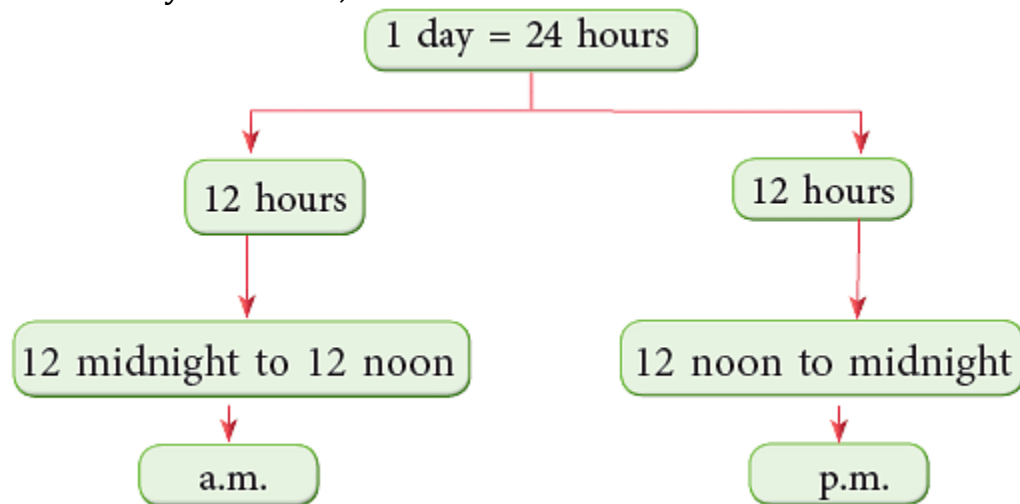 1 day = 24 hours
12 hours
12 hours
12 midnight to 12 noon
12 noon to midnight
a.m.
p.m.